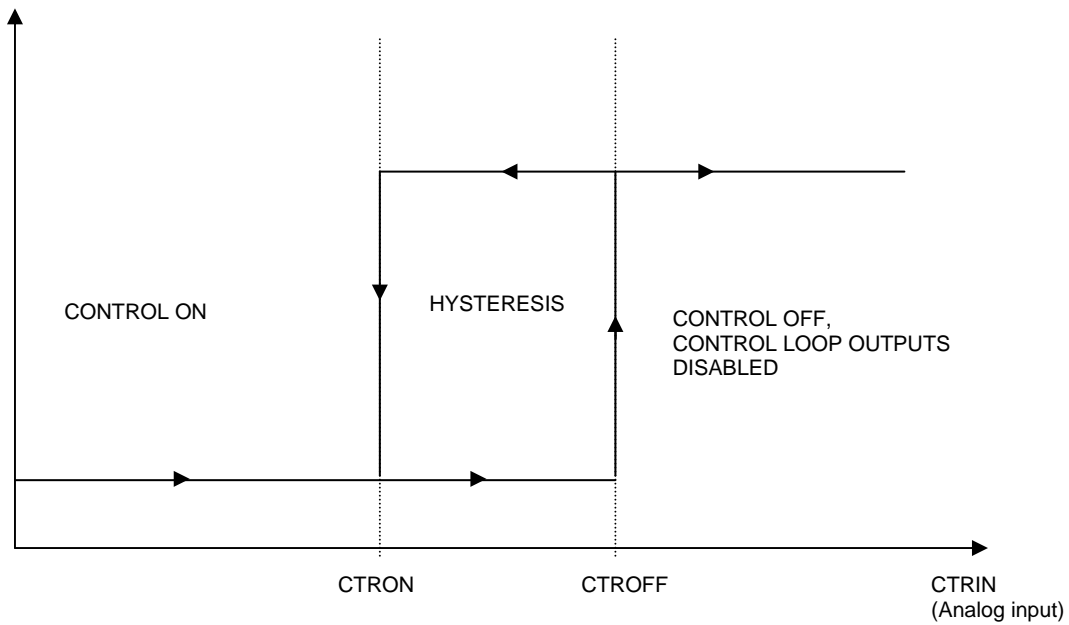 CONTROL ON
HYSTERESIS
CONTROL OFF,
CONTROL LOOP OUTPUTS
DISABLED
CTRON
CTROFF
CTRIN
(Analog input)